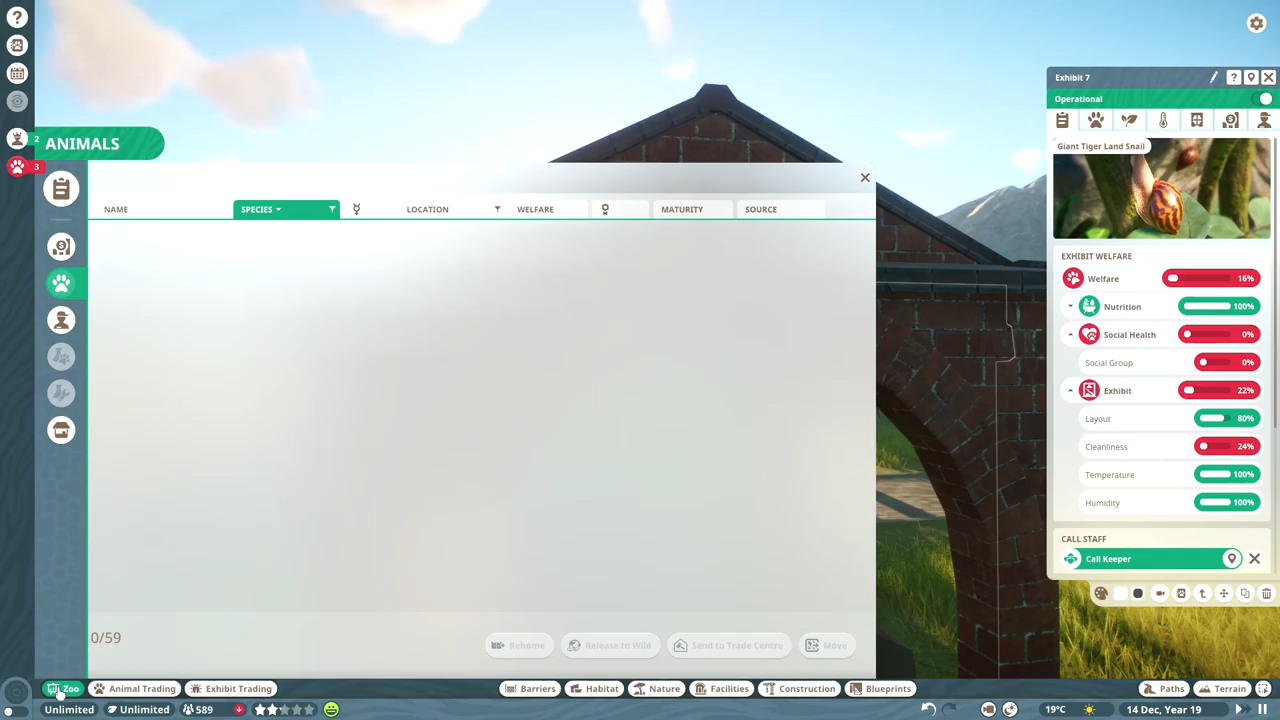 Exhibit 7
Operational
2
ANIMALS
3
Giant Tiger Land Snail
NAME
SPECIES
LOCATION
WELFARE
MATURITY
SOURCE
EXHIBIT WELFARE
Welfare 16%
Nutrition 100%
Social Health 0%
Social Group 0%
Exhibit 22%
Layout 80%
Cleanliness 24%
Temperature 100%
Humidity 100%
CALL STAFF
Call Keeper
0/59
Rehome
Release to Wild
Send to Trade Centre
Move
Zoo
Animal Trading
Exhibit Trading
Barriers
Habitat
Nature
Facilities
Construction
Blueprints
Paths
Terrain
Unlimited
Unlimited
589
19°C
14 Dec, Year 19